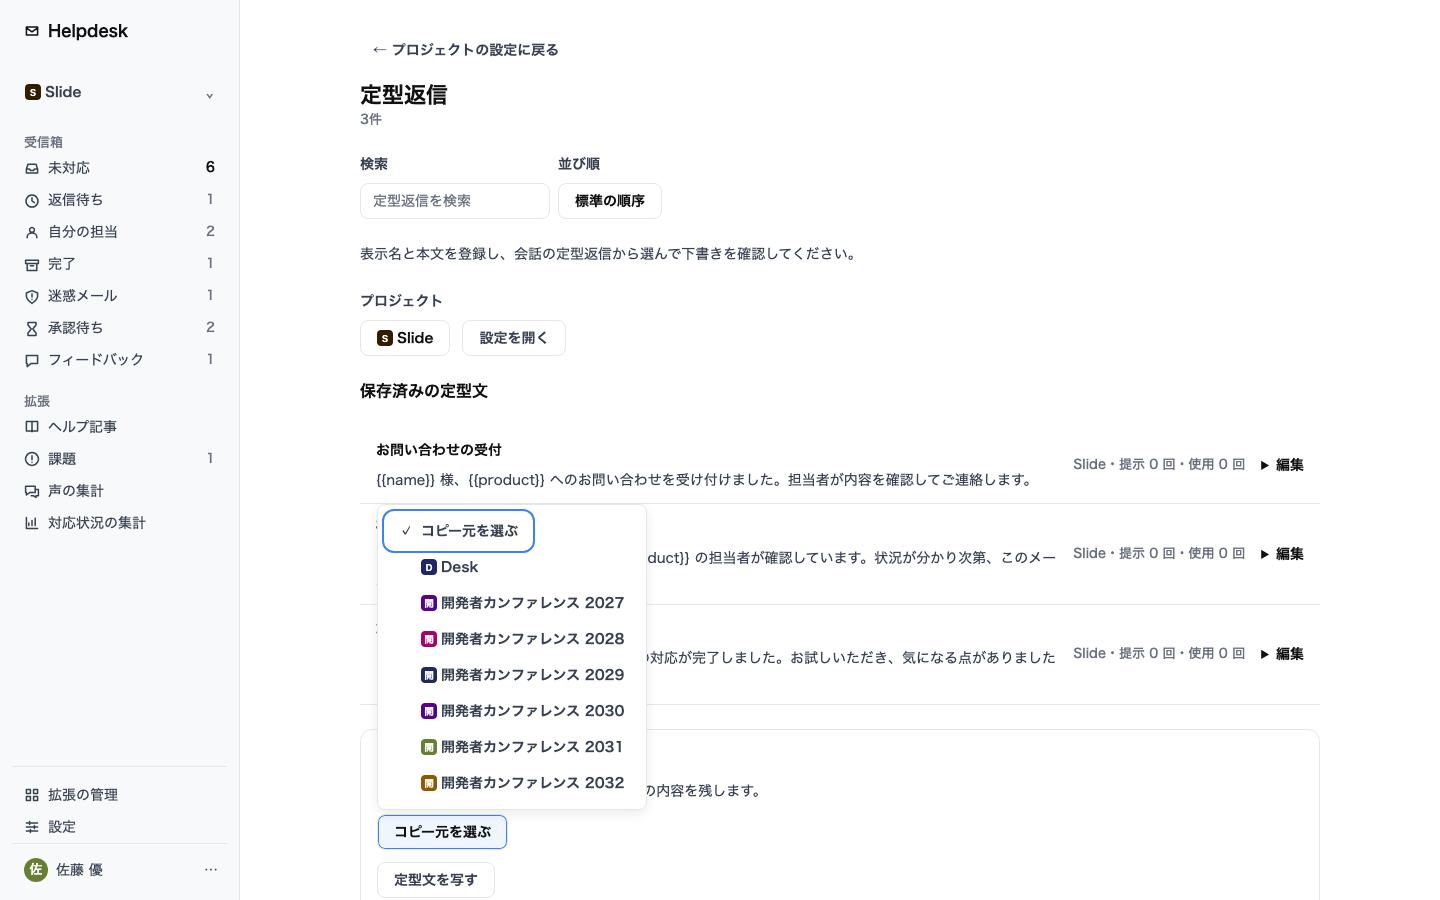 Helpdesk
S Slide
受信箱
未対応 6
返信待ち 1
自分の担当 2
完了 1
迷惑メール 1
承認待ち 2
フィードバック 1
拡張
ヘルプ記事
課題 1
声の集計
対応状況の集計
拡張の管理
設定
佐 佐藤 優 …
← プロジェクトの設定に戻る
定型返信
3件
検索 並び順
定型返信を検索 標準の順序
表示名と本文を登録し、会話の定型返信から選んで下書きを確認してください。
プロジェクト
S Slide 設定を開く
保存済みの定型文
お問い合わせの受付
{{name}} 様、{{product}} へのお問い合わせを受け付けました。担当者が内容を確認してご連絡します。
Slide・提示 0 回・使用 0 回 ▶ 編集
duct}} の担当者が確認しています。状況が分かり次第、このメー
Slide・提示 0 回・使用 0 回 ▶ 編集
対応が完了しました。お試しいただき、気になる点がありました
Slide・提示 0 回・使用 0 回 ▶ 編集
✓ コピー元を選ぶ
D Desk
開 開発者カンファレンス 2027
開 開発者カンファレンス 2028
開 開発者カンファレンス 2029
開 開発者カンファレンス 2030
開 開発者カンファレンス 2031
開 開発者カンファレンス 2032
の内容を残します。
コピー元を選ぶ
定型文を写す